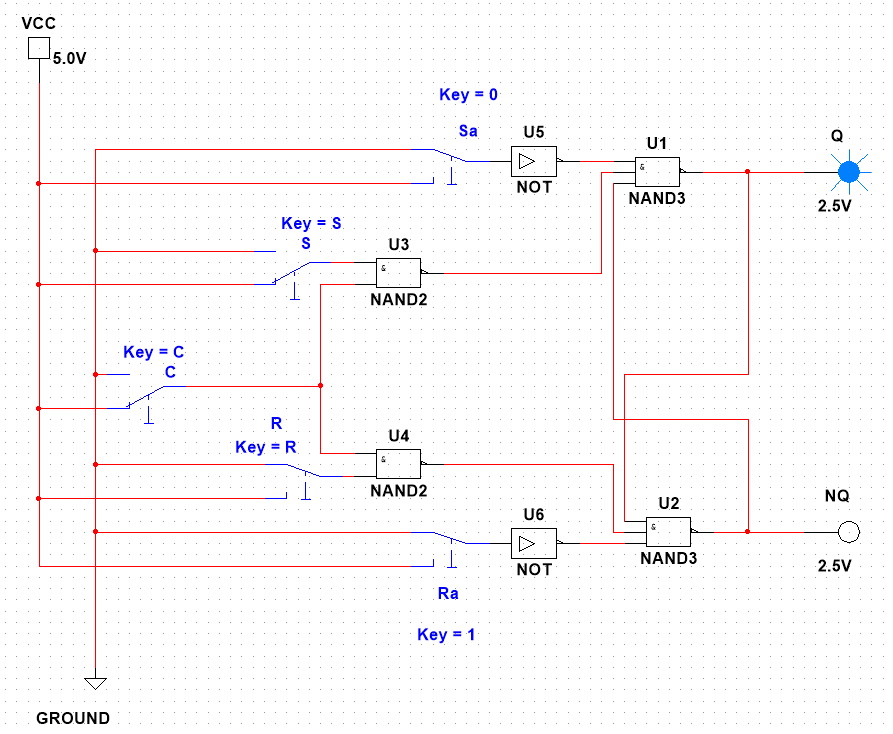 VCC
5.0V
Key = 0
Sa
U5
NOT
U1
&
NAND3
Q
2.5V
Key = S
S
U3
&
NAND2
Key = C
C
R
Key = R
U4
&
NAND2
U6
NOT
U2
&
NAND3
NQ
2.5V
Ra
Key = 1
GROUND